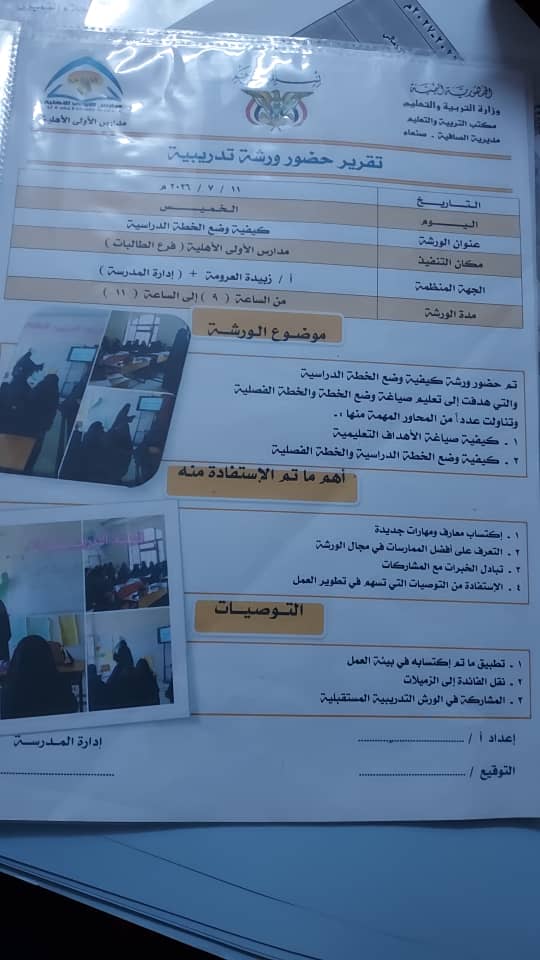 الجمهورية اليمنية
وزارة التربية والتعليم
مكتب التربية والتعليم
مديرية الصافية . صنعاء
مدارس الأولى الأهلية
تقرير حضور ورشة تدريبية
التاريخ ١١ / ٧ / ٢٠٢٦ م
اليوم الخميس
عنوان الورشة كيفية وضع الخطة الدراسية
مكان التنفيذ مدارس الأولى الأهلية ( فرع الطالبات )
الجهة المنظمة أ / زبيدة العرومة + ( إدارة المدرسة )
مدة الورشة من الساعة ( ٩ ) إلى الساعة ( ١١ )
موضوع الورشة
تم حضور ورشة كيفية وضع الخطة الدراسية
والتي هدفت إلى تعليم صياغة وضع الخطة والخطة الفصلية
وتناولت عدداً من المحاور المهمة منها :-
١ . كيفية صياغة الأهداف التعليمية
٢ . كيفية وضع الخطة الدراسية والخطة الفصلية
أهم ما تم الإستفادة منه
١ . إكتساب معارف ومهارات جديدة
٢ . التعرف على أفضل الممارسات في مجال الورشة
٣ . تبادل الخبرات مع المشاركات
٤ . الإستفادة من التوصيات التي تسهم في تطوير العمل
التوصيات
١ . تطبيق ما تم إكتسابه في بيئة العمل
٢ . نقل الفائدة إلى الزميلات
٣ . المشاركة في الورش التدريبية المستقبلية
إعداد أ / ........................ إدارة المدرسة
التوقيع / ........................ ........................